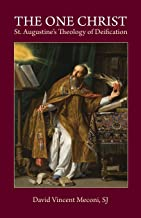 THE ONE CHRIST
St. Augustine's Theology of Deification
David Vincent Meconi, SJ